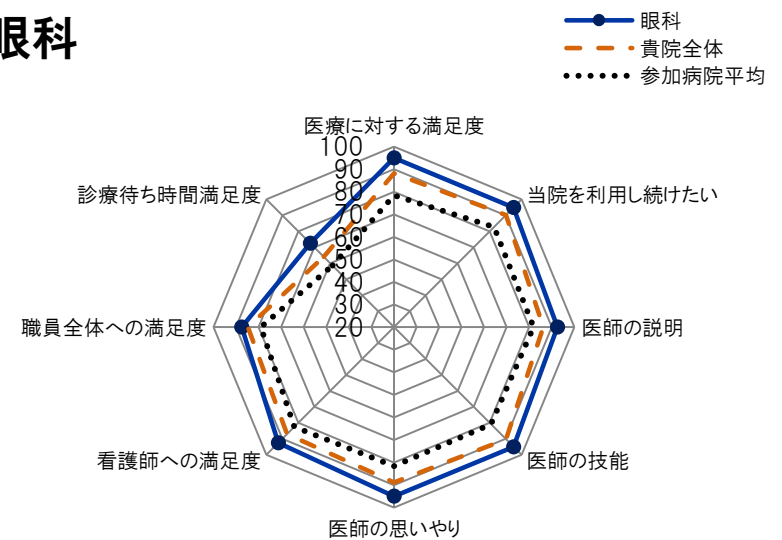 眼科
眼科
貴院全体
参加病院平均
医療に対する満足度
100
90
80
70
60
50
40
30
20
当院を利用し続けたい
医師の説明
医師の技能
医師の思いやり
看護師への満足度
職員全体への満足度
診療待ち時間満足度